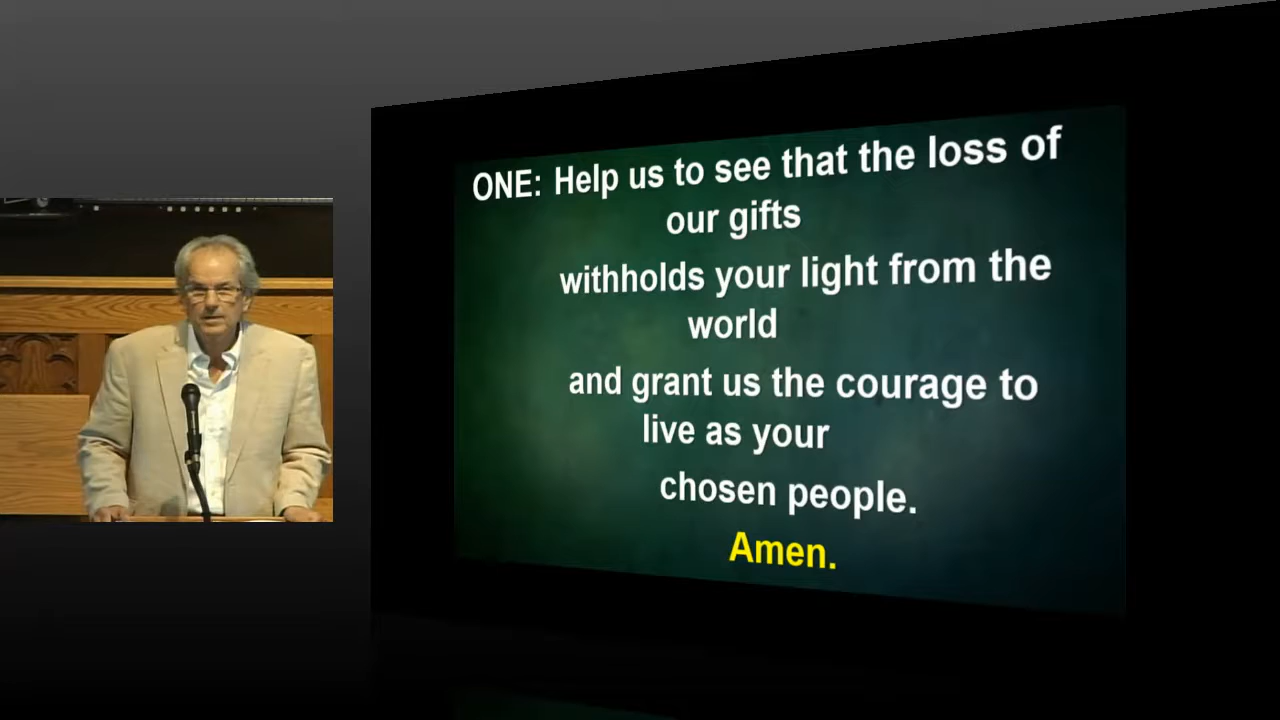 ONE: Help us to see that the loss of
our gifts
withholds your light from the
world
and grant us the courage to
live as your
chosen people.
Amen.